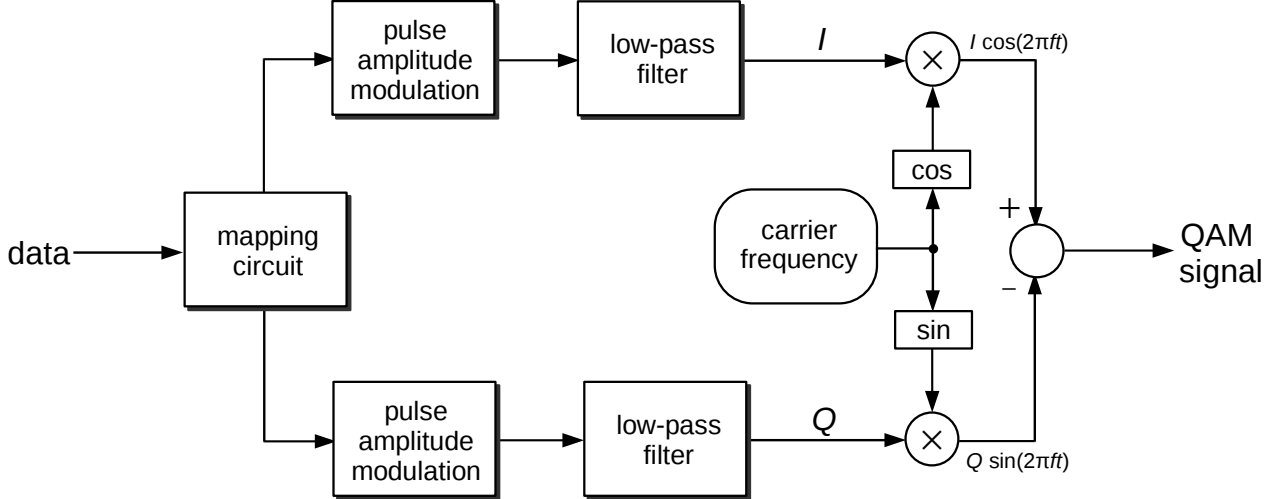 pulse
amplitude
modulation
low-pass
filter
I
×
I cos(2πft)
cos
data
mapping
circuit
carrier
frequency
+
−
QAM
signal
sin
pulse
amplitude
modulation
low-pass
filter
Q
×
Q sin(2πft)